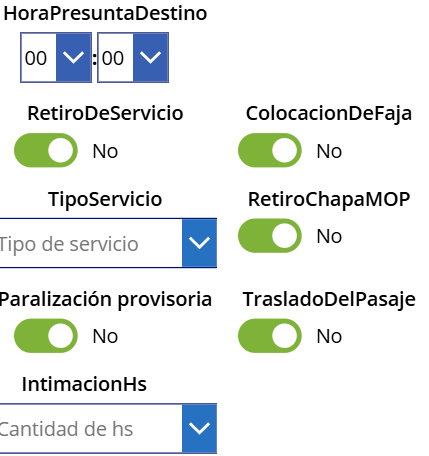 HoraPresuntaDestino
00 : 00
RetiroDeServicio ColocacionDeFaja
No No
TipoServicio RetiroChapaMOP
Tipo de servicio No
Paralización provisoria TrasladoDelPasaje
No No
IntimacionHs
Cantidad de hs